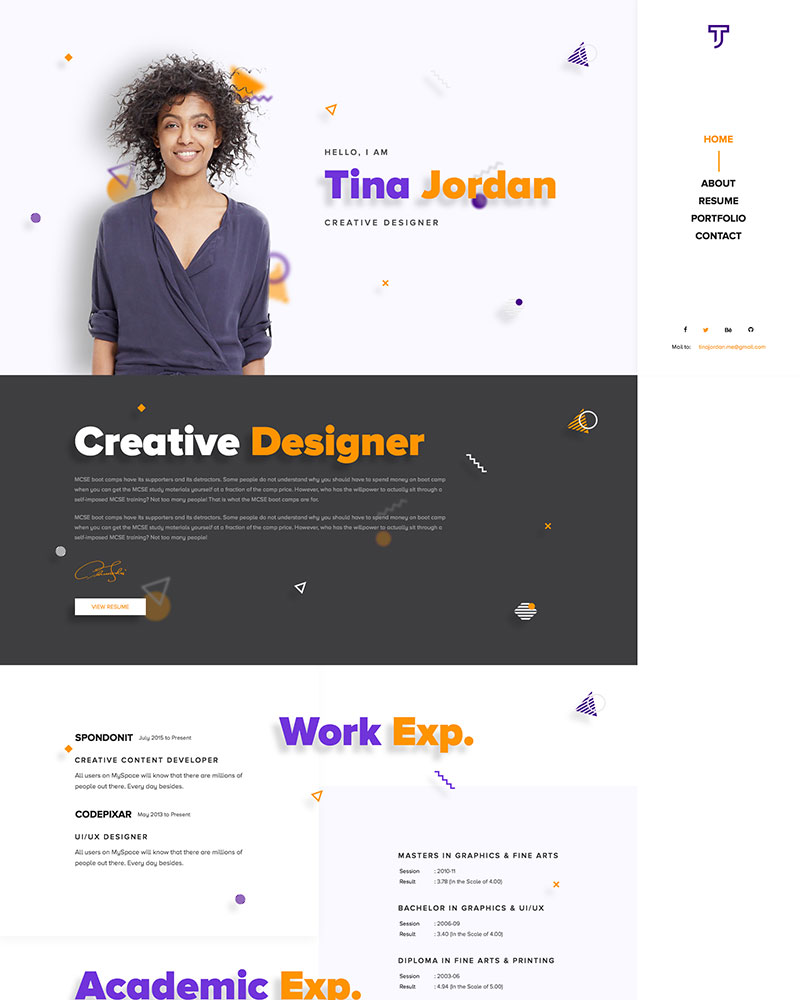 HELLO, I AM
Tina Jordan
CREATIVE DESIGNER
HOME
ABOUT
RESUME
PORTFOLIO
CONTACT
Mail to: tinajordan.me@gmail.com
Creative Designer
MCSE boot camps have its supporters and its detractors. Some people do not understand why you should have to spend money on boot camp
when you can get the MCSE study materials yourself at a fraction of the camp price. However, who has the willpower to actually sit through a
self-imposed MCSE training? Not too many people! That is what the MCSE boot camps are for.
MCSE boot camps have its supporters and its detractors. Some people do not understand why you should have to spend money on boot camp
when you can get the MCSE study materials yourself at a fraction of the camp price. However, who has the willpower to actually sit through a
self-imposed MCSE training? Not too many people!
VIEW RESUME
Work Exp.
SPONDONIT July 2015 to Present
CREATIVE CONTENT DEVELOPER
All users on MySpace will know that there are millions of
people out there. Every day besides.
CODEPIXAR May 2013 to Present
UI/UX DESIGNER
All users on MySpace will know that there are millions of
people out there. Every day besides.
MASTERS IN GRAPHICS & FINE ARTS
Session : 2010-11
Result : 3.78 (In the Scale of 4.00)
BACHELOR IN GRAPHICS & UI/UX
Session : 2006-09
Result : 3.40 (In the Scale of 4.00)
DIPLOMA IN FINE ARTS & PRINTING
Session : 2003-06
Result : 4.94 (In the Scale of 5.00)
Academic Exp.